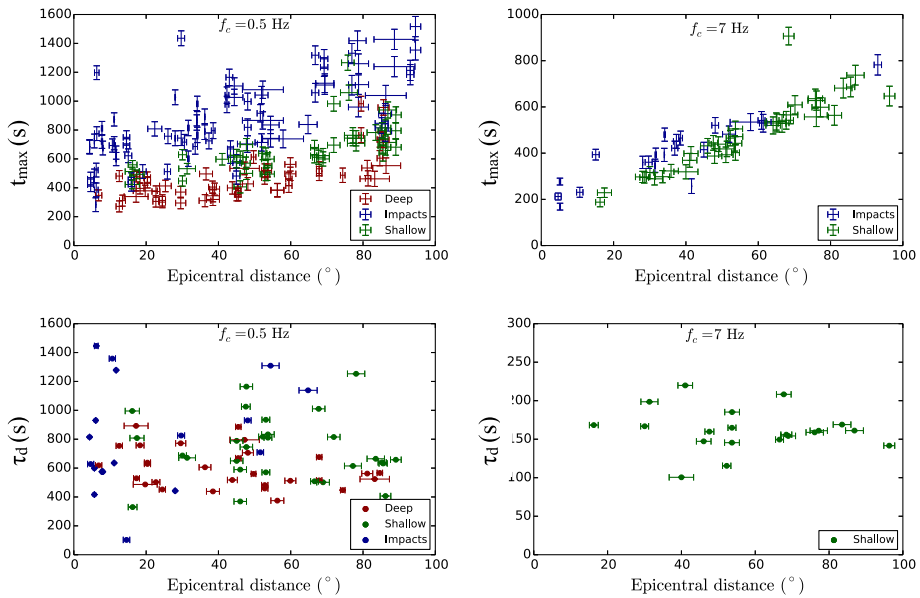 f_c = 0.5 Hz
1600
1400
1200
1000
800
600
400
200
0
t_max (s)
0 20 40 60 80 100
Epicentral distance (°)
Deep
Impacts
Shallow
f_c = 7 Hz
1000
800
600
400
200
0
t_max (s)
0 20 40 60 80 100
Epicentral distance (°)
Impacts
Shallow
f_c = 0.5 Hz
1600
1400
1200
1000
800
600
400
200
0
τ_d (s)
0 20 40 60 80 100
Epicentral distance (°)
Deep
Shallow
Impacts
f_c = 7 Hz
300
250
200
150
100
50
0
τ_d (s)
0 20 40 60 80 100
Epicentral distance (°)
Shallow